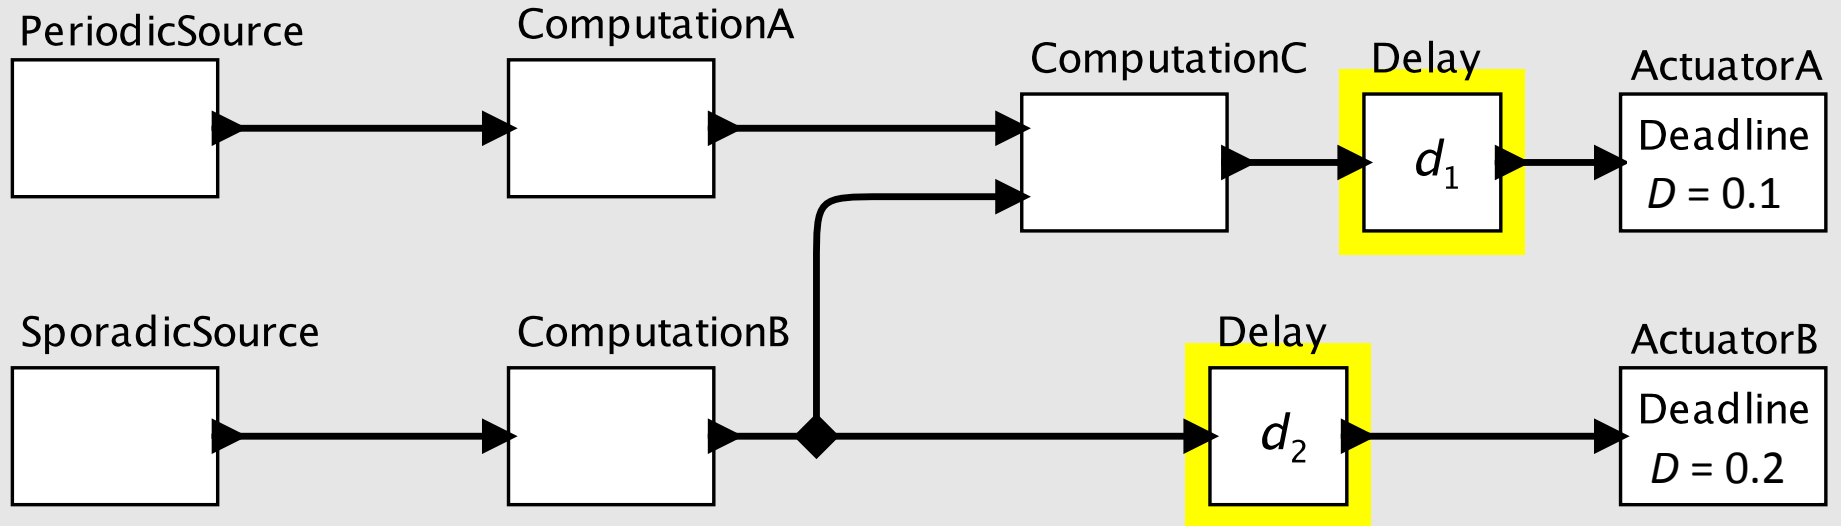 PeriodicSource
ComputationA
ComputationC
Delay
d1
ActuatorA
Deadline
D = 0.1
SporadicSource
ComputationB
Delay
d2
ActuatorB
Deadline
D = 0.2